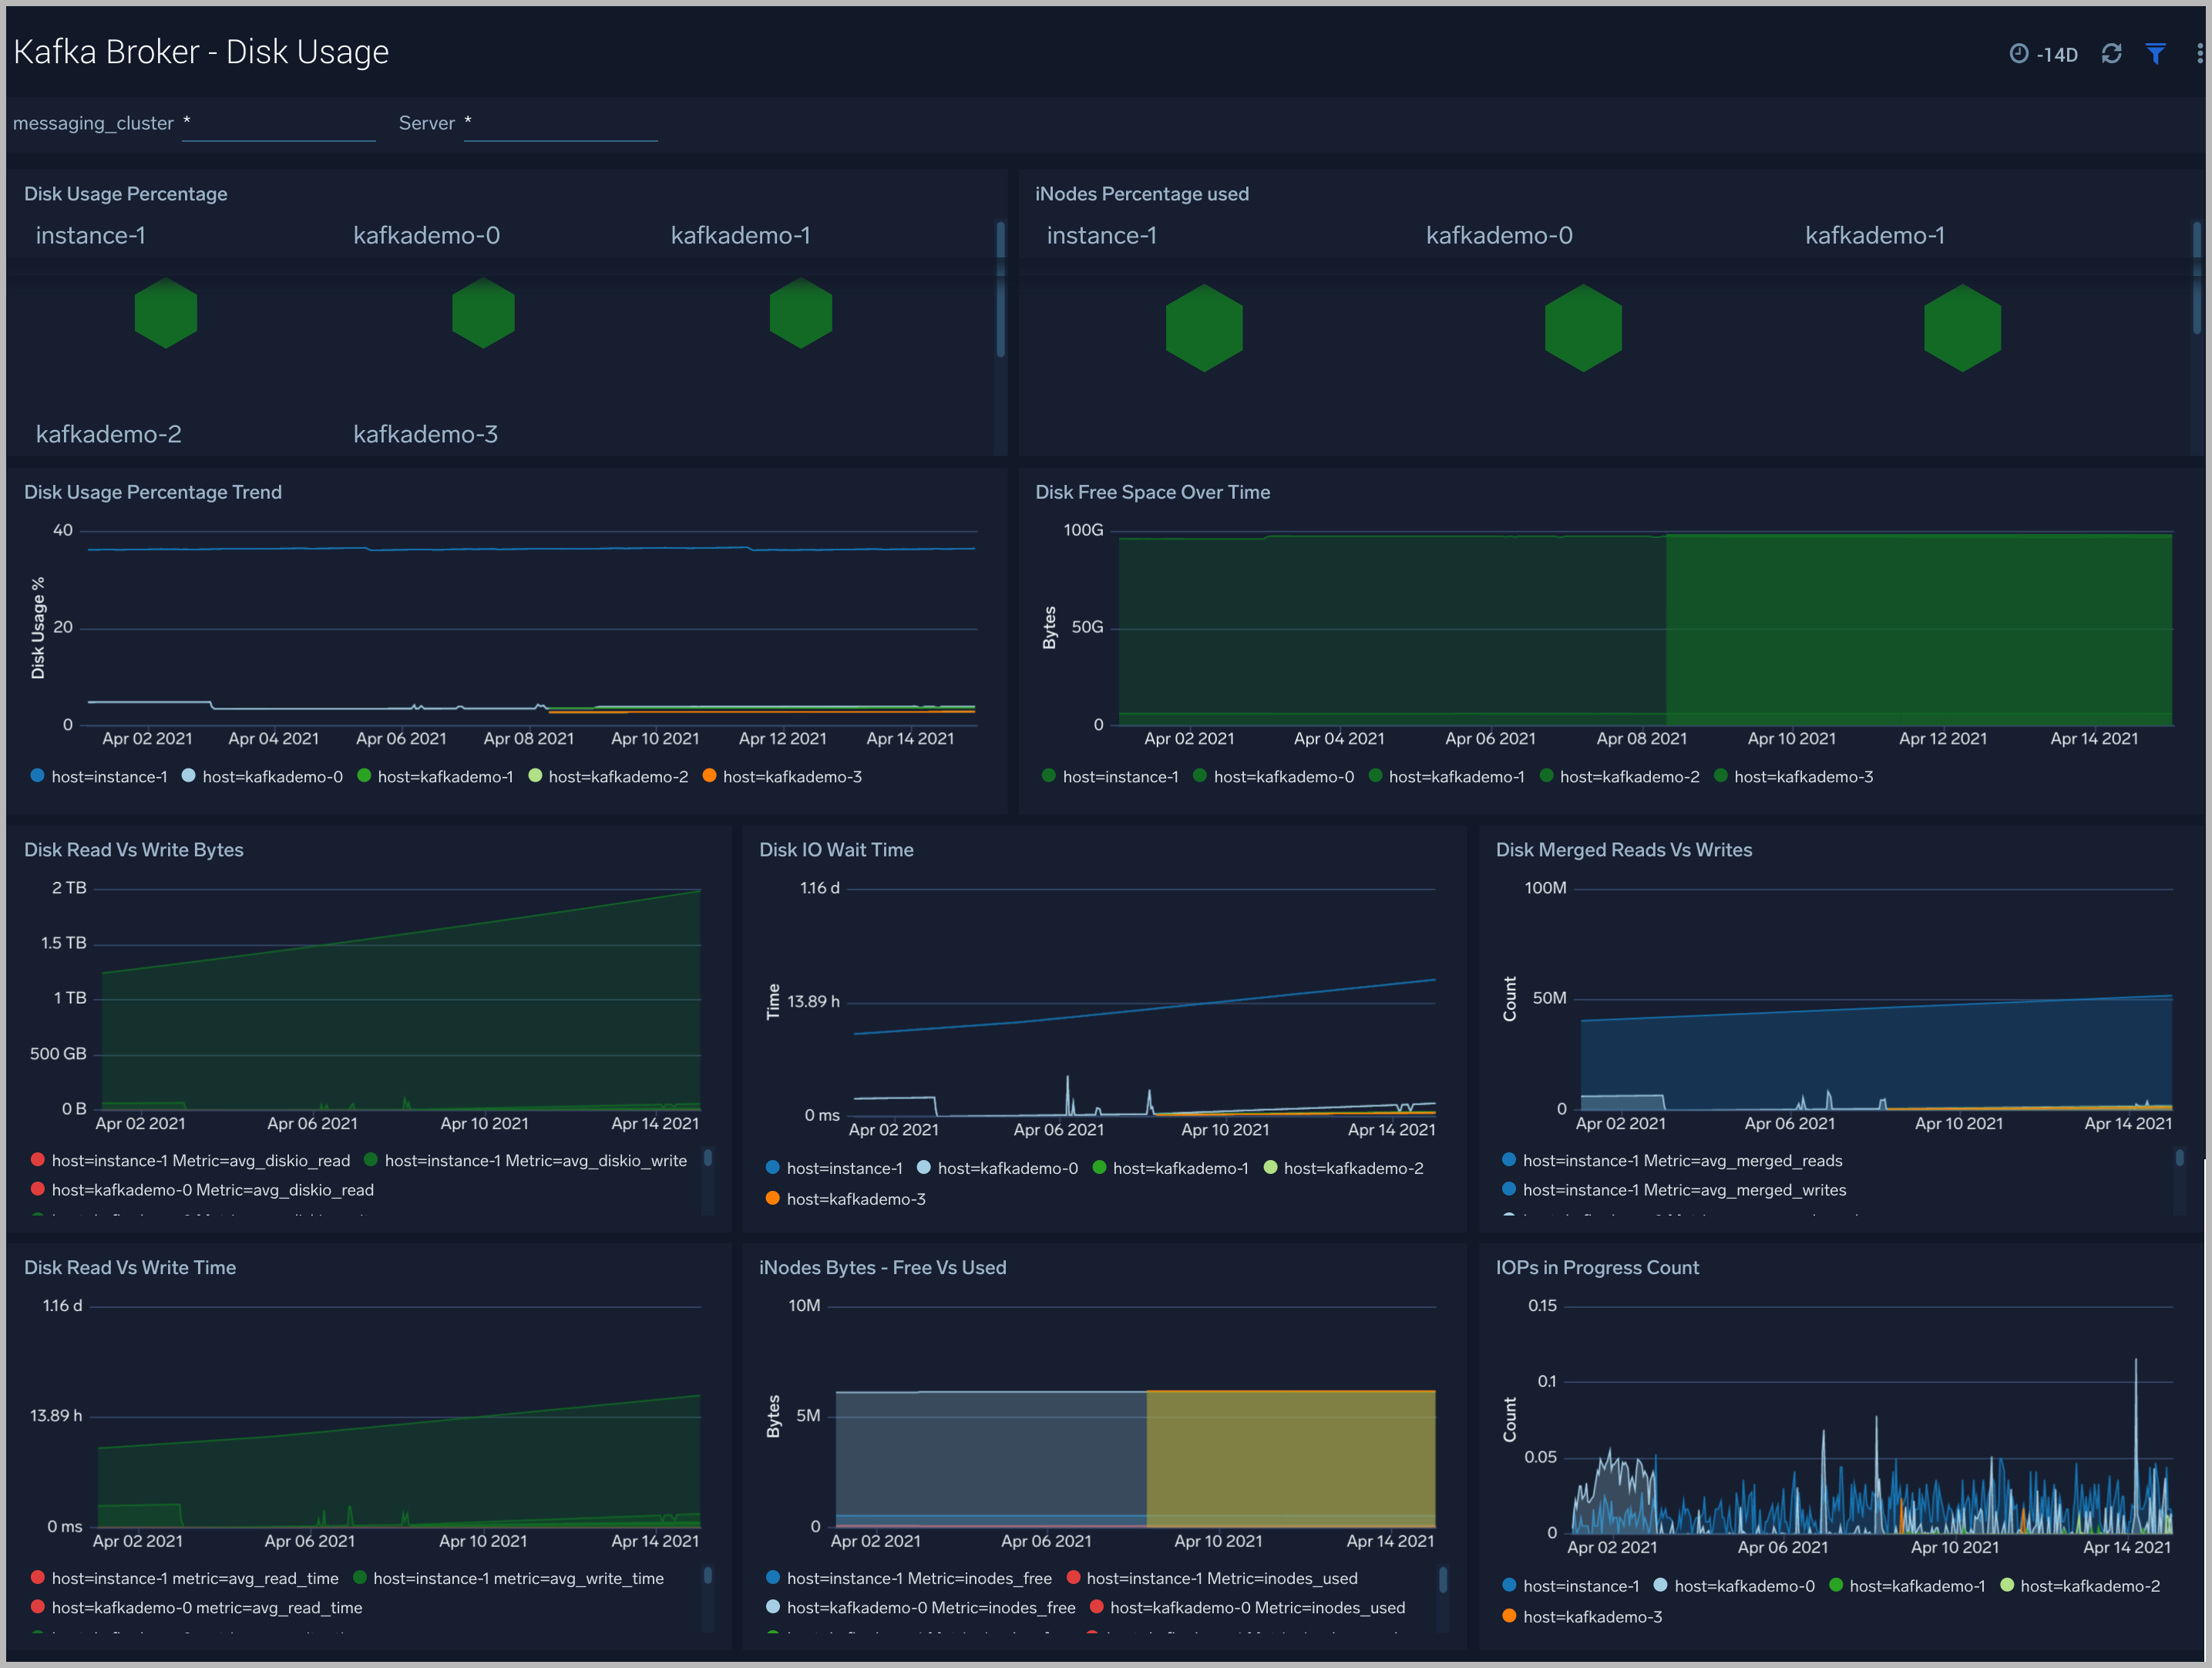 Kafka Broker - Disk Usage
-14D
messaging_cluster *
Server *
Disk Usage Percentage
instance-1
kafkademo-0
kafkademo-1
kafkademo-2
kafkademo-3
iNodes Percentage used
instance-1
kafkademo-0
kafkademo-1
Disk Usage Percentage Trend
40
20
0
Disk Usage %
Apr 02 2021
Apr 04 2021
Apr 06 2021
Apr 08 2021
Apr 10 2021
Apr 12 2021
Apr 14 2021
host=instance-1
host=kafkademo-0
host=kafkademo-1
host=kafkademo-2
host=kafkademo-3
Disk Free Space Over Time
100G
50G
0
Bytes
Apr 02 2021
Apr 04 2021
Apr 06 2021
Apr 08 2021
Apr 10 2021
Apr 12 2021
Apr 14 2021
host=instance-1
host=kafkademo-0
host=kafkademo-1
host=kafkademo-2
host=kafkademo-3
Disk Read Vs Write Bytes
2 TB
1.5 TB
1 TB
500 GB
0 B
Apr 02 2021
Apr 06 2021
Apr 10 2021
Apr 14 2021
host=instance-1 Metric=avg_diskio_read
host=instance-1 Metric=avg_diskio_write
host=kafkademo-0 Metric=avg_diskio_read
Disk IO Wait Time
1.16 d
13.89 h
0 ms
Time
Apr 02 2021
Apr 06 2021
Apr 10 2021
Apr 14 2021
host=instance-1
host=kafkademo-0
host=kafkademo-1
host=kafkademo-2
host=kafkademo-3
Disk Merged Reads Vs Writes
100M
50M
0
Count
Apr 02 2021
Apr 06 2021
Apr 10 2021
Apr 14 2021
host=instance-1 Metric=avg_merged_reads
host=instance-1 Metric=avg_merged_writes
Disk Read Vs Write Time
1.16 d
13.89 h
0 ms
Apr 02 2021
Apr 06 2021
Apr 10 2021
Apr 14 2021
host=instance-1 metric=avg_read_time
host=instance-1 metric=avg_write_time
host=kafkademo-0 metric=avg_read_time
iNodes Bytes - Free Vs Used
10M
5M
0
Bytes
Apr 02 2021
Apr 06 2021
Apr 10 2021
Apr 14 2021
host=instance-1 Metric=inodes_free
host=instance-1 Metric=inodes_used
host=kafkademo-0 Metric=inodes_free
host=kafkademo-0 Metric=inodes_used
IOPs in Progress Count
0.15
0.1
0.05
0
Count
Apr 02 2021
Apr 06 2021
Apr 10 2021
Apr 14 2021
host=instance-1
host=kafkademo-0
host=kafkademo-1
host=kafkademo-2
host=kafkademo-3